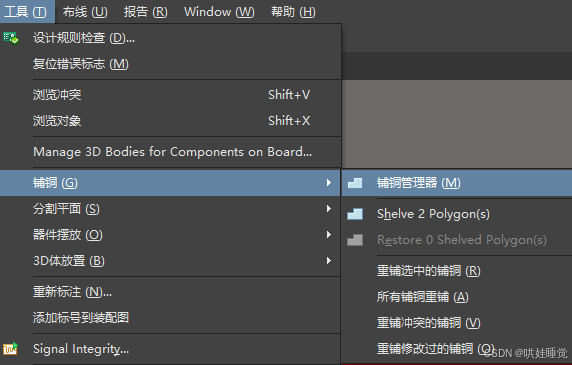 工具 (T) 布线 (U) 报告 (R) Window (W) 帮助 (H)
设计规则检查 (D)...
复位错误标志 (M)
浏览冲突 Shift+V
浏览对象 Shift+X
Manage 3D Bodies for Components on Board...
铺铜 (G)
分割平面 (S)
器件摆放 (O)
3D体放置 (B)
重新标注 (N)...
添加标号到装配图
Signal Integrity...
铺铜管理器 (M)
Shelve 2 Polygon(s)
Restore 0 Shelved Polygon(s)
重铺选中的铺铜 (R)
所有铺铜重铺 (A)
重铺冲突的铺铜 (V)
重铺修改过的铺铜 (O)
CSDN @哄娃睡觉